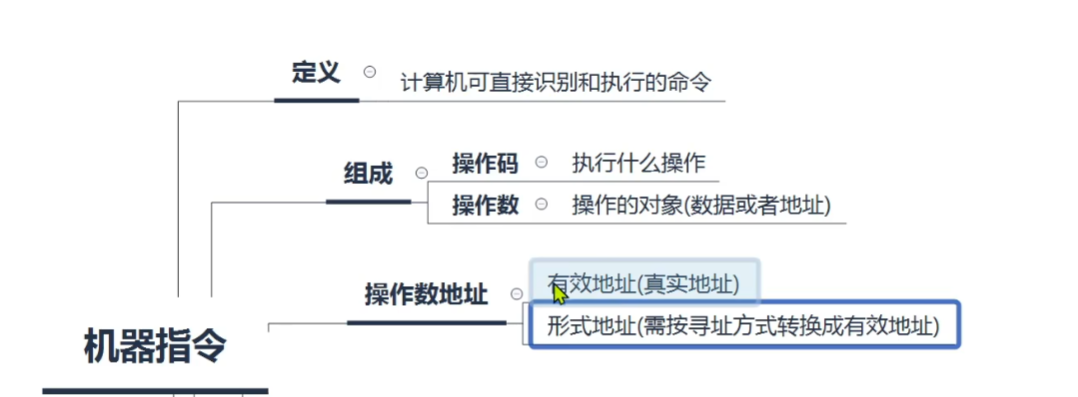 定义
计算机可直接识别和执行的命令
组成
操作码
执行什么操作
操作数
操作的对象(数据或者地址)
操作数地址
有效地址(真实地址)
形式地址(需按寻址方式转换成有效地址)
机器指令